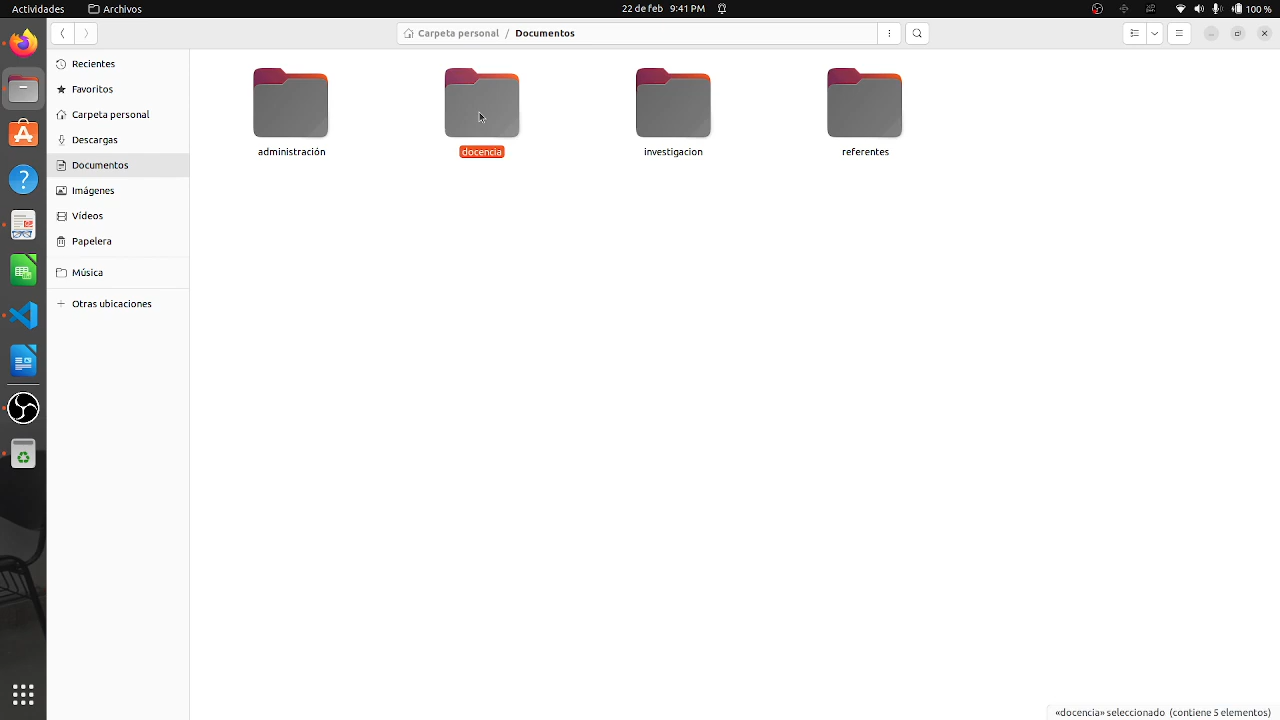 Actividades Archivos 22 de feb 9:41 PM 100 %
Carpeta personal / Documentos
Recientes
Favoritos
Carpeta personal
Descargas
Documentos
Imágenes
Vídeos
Papelera
Música
Otras ubicaciones
administración docencia investigacion referentes
«docencia» seleccionado (contiene 5 elementos)